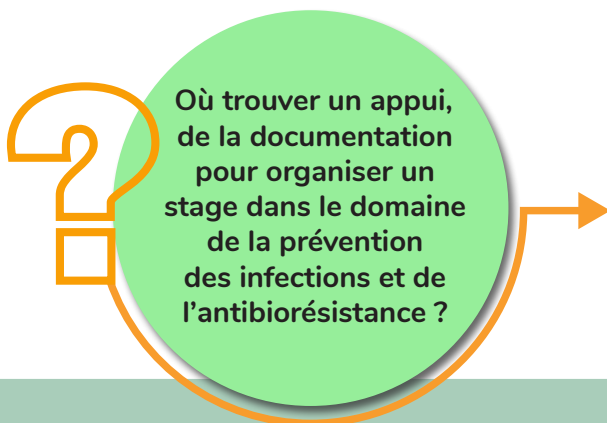 ?
Où trouver un appui,
de la documentation
pour organiser un
stage dans le domaine
de la prévention
des infections et de
l’antibiorésistance ?